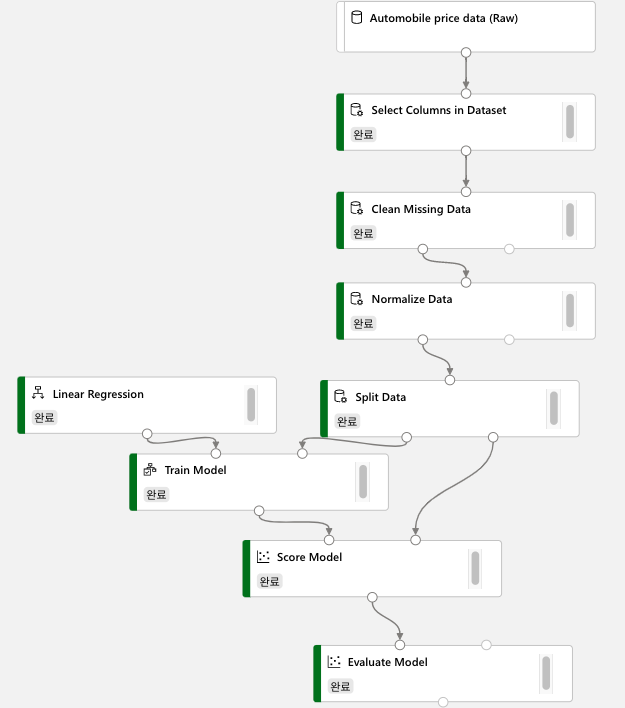 Automobile price data (Raw)
Select Columns in Dataset
완료
Clean Missing Data
완료
Normalize Data
완료
Linear Regression
완료
Split Data
완료
Train Model
완료
Score Model
완료
Evaluate Model
완료